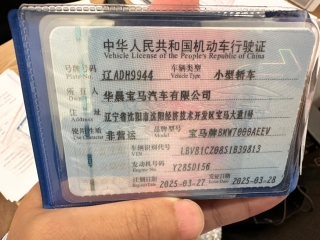 中华人民共和国机动车行驶证
Vehicle License of the People's Republic of China
号牌号码 辽ADH9944 车辆类型 小型轿车
Plate No. Vehicle Type
所有人 华晨宝马汽车有限公司
Owner
住址 辽宁省沈阳市沈阳经济技术开发区宝马大道1号
Address
使用性质 非营运 品牌型号 宝马牌BMW7000AEEV
Use Character Model
车辆识别代号 LBVB1CZ08S1B39813
VIN
发动机号码 Y285D156
Engine No.
注册日期 2025-03-27 发证日期 2025-03-28
Register Date Issue Date